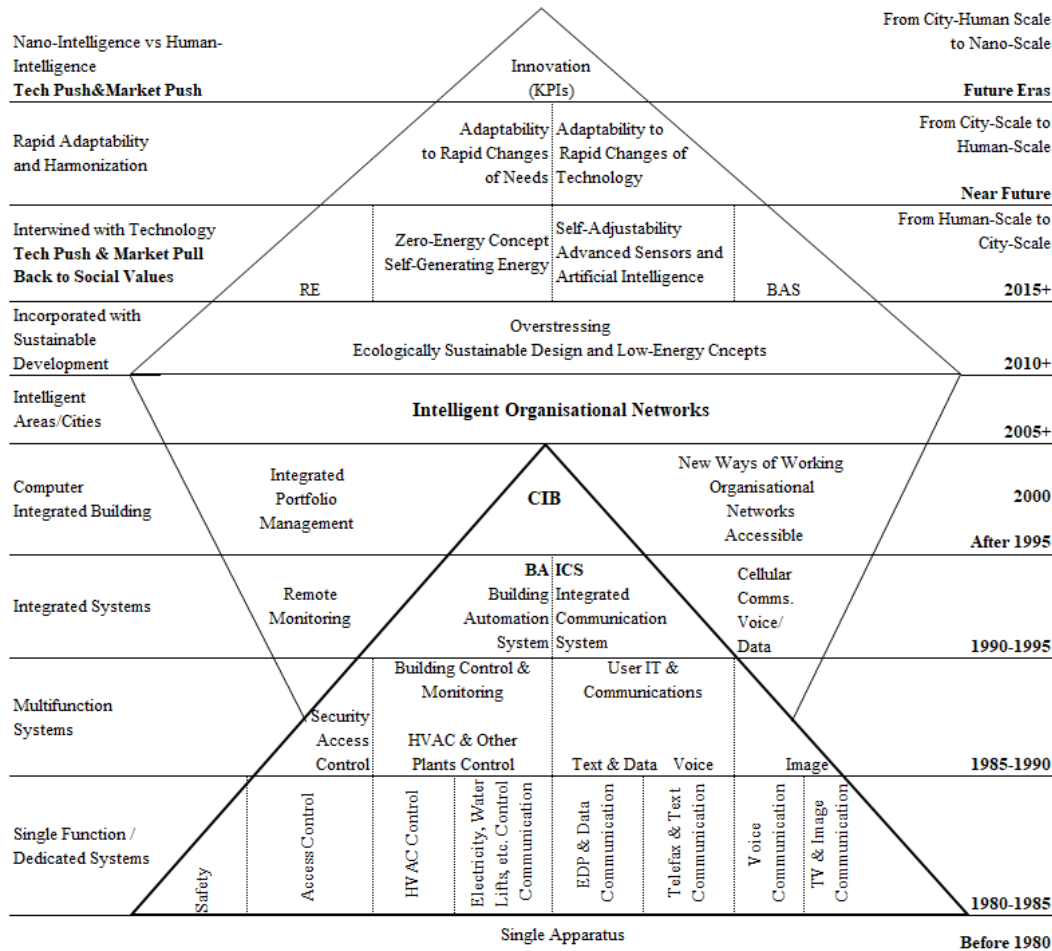 Nano-Intelligence vs Human-
Intelligence
Tech Push&Market Push
Innovation
(KPIs)
From City-Human Scale
to Nano-Scale
Future Eras
Rapid Adaptability
and Harmonization
Adaptability
to Rapid Changes
of Needs
Adaptability to
Rapid Changes of
Technology
From City-Scale to
Human-Scale
Near Future
Interwined with Technology
Tech Push & Market Pull
Back to Social Values
RE
Zero-Energy Concept
Self-Generating Energy
Self-Adjustability
Advanced Sensors and
Artificial Intelligence
BAS
From Human-Scale to
City-Scale
2015+
Incorporated with
Sustainable
Development
Overstressing
Ecologically Sustainable Design and Low-Energy Cncepts
2010+
Intelligent
Areas/Cities
Intelligent Organisational Networks
2005+
Computer
Integrated Building
Integrated
Portfolio
Management
CIB
New Ways of Working
Organisational
Networks
Accessible
2000
After 1995
Integrated Systems
Remote
Monitoring
BA
Building
Automation
System
ICS
Integrated
Communication
System
Cellular
Comms.
Voice/
Data
1990-1995
Multifunction
Systems
Security
Access
Control
Building Control &
Monitoring
HVAC & Other
Plants Control
User IT &
Communications
Text & Data Voice
Image
1985-1990
Single Function /
Dedicated Systems
Safety
Access Control
HVAC Control
Electricity, Water
Lifts, etc. Control
Communication
EDP & Data
Communication
Telefax & Text
Communication
Voice
Communication
TV & Image
Communication
1980-1985
Single Apparatus
Before 1980